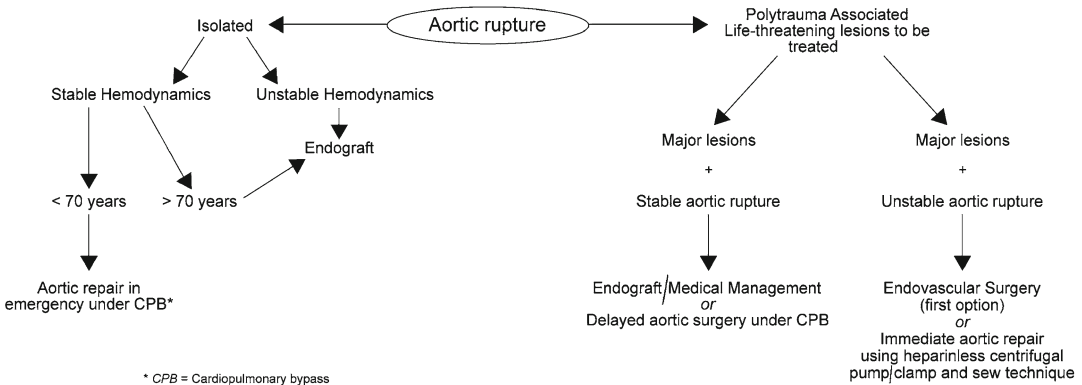 Aortic rupture
Isolated
Polytrauma Associated
Life-threatening lesions to be
treated
Stable Hemodynamics
Unstable Hemodynamics
Endograft
< 70 years
> 70 years
Aortic repair in
emergency under CPB*
Major lesions
+
Stable aortic rupture
Endograft/Medical Management
or
Delayed aortic surgery under CPB
Major lesions
+
Unstable aortic rupture
Endovascular Surgery
(first option)
or
Immediate aortic repair
using heparinless centrifugal
pump/clamp and sew technique
* CPB = Cardiopulmonary bypass